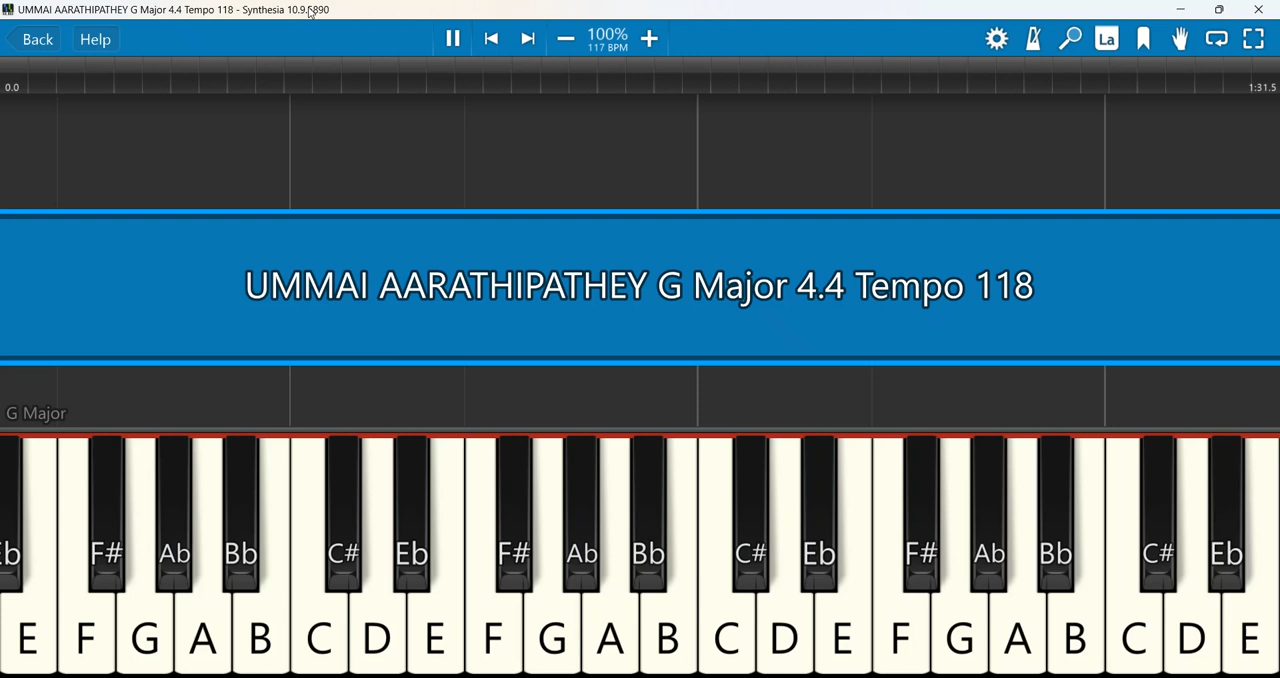 UMMAI AARATHIPATHEY G Major 4.4 Tempo 118 - Synthesia 10.9.5890
Back Help 100% La
117 BPM
0.0 1:31.5
UMMAI AARATHIPATHEY G Major 4.4 Tempo 118
G Major
Eb F# Ab Bb C# Eb F# Ab Bb C# Eb F# Ab Bb C# Eb
E F G A B C D E F G A B C D E F G A B C D E